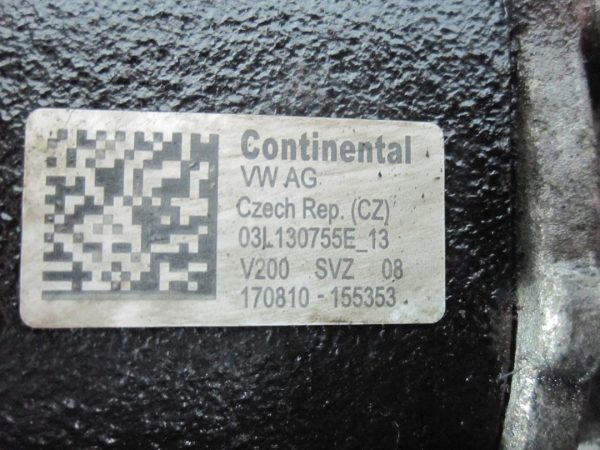 Continental
VW AG
Czech Rep. (CZ)
03L130755E_13
V200 SVZ 08
170810 - 155353